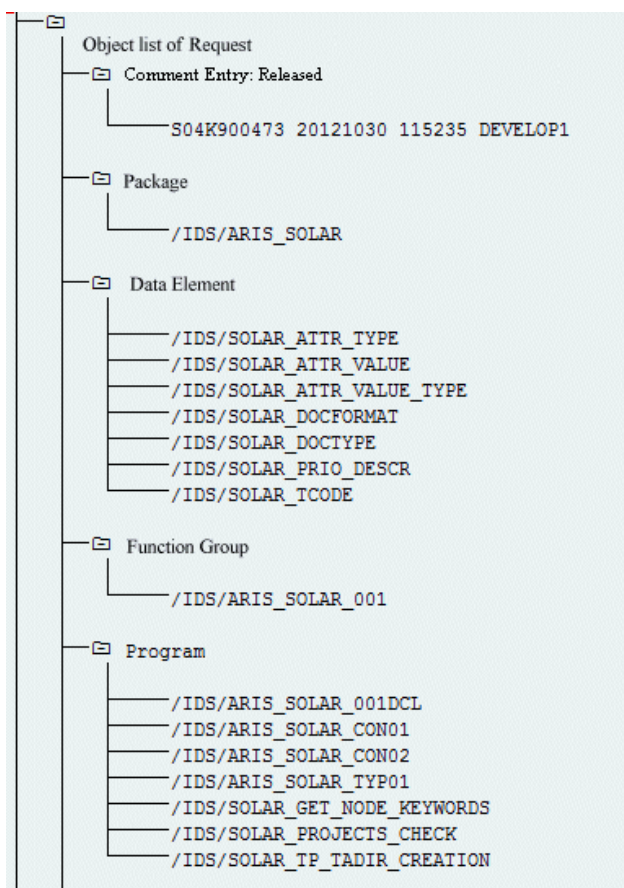 Object list of Request
Comment Entry: Released
S04K900473 20121030 115235 DEVELOP1
Package
/IDS/ARIS_SOLAR
Data Element
/IDS/SOLAR_ATTR_TYPE
/IDS/SOLAR_ATTR_VALUE
/IDS/SOLAR_ATTR_VALUE_TYPE
/IDS/SOLAR_DOCFORMAT
/IDS/SOLAR_DOCTYPE
/IDS/SOLAR_PRIO_DESCR
/IDS/SOLAR_TCODE
Function Group
/IDS/ARIS_SOLAR_001
Program
/IDS/ARIS_SOLAR_001DCL
/IDS/ARIS_SOLAR_CON01
/IDS/ARIS_SOLAR_CON02
/IDS/ARIS_SOLAR_TYP01
/IDS/SOLAR_GET_NODE_KEYWORDS
/IDS/SOLAR_PROJECTS_CHECK
/IDS/SOLAR_TP_TADIR_CREATION